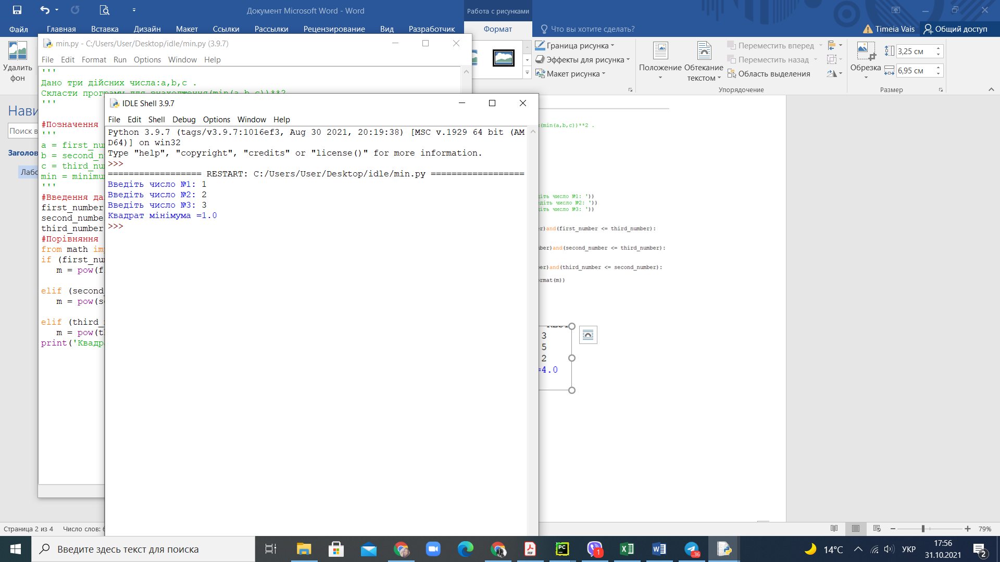 Документ Microsoft Word - Word
Работа с рисунками
Файл Главная Вставка Дизайн Макет Ссылки Рассылки Рецензирование Вид Разработчик Формат Что вы хотите сделать? Timeia Vais Общий доступ
Удалить фон
Граница рисунка
Эффекты для рисунка
Макет рисунка
Положение
Обтекание текстом
Переместить вперед
Переместить назад
Область выделения
Упорядочение
Обрезка
3,25 см
6,95 см
Размер
min.py - C:/Users/User/Desktop/idle/min.py (3.9.7)
File Edit Format Run Options Window Help
'''
Дано три дійсних числа:a,b,c .
Скласти програму для знаходження(min(a,b,c))**2
'''
#Позначення
'''
a = first_nu
b = second_n
c = third_nu
min = minimu
'''
#Введення да
first_number
second_numbe
third_number
#Порівняння
from math im
if (first_nu
m = pow(f
elif (second
m = pow(s
elif (third_
m = pow(t
print('Квадр
Нави
Поиск в
Заголов
Лабо
IDLE Shell 3.9.7
File Edit Shell Debug Options Window Help
Python 3.9.7 (tags/v3.9.7:1016ef3, Aug 30 2021, 20:19:38) [MSC v.1929 64 bit (AM
D64)] on win32
Type "help", "copyright", "credits" or "license()" for more information.
>>>
================== RESTART: C:/Users/User/Desktop/idle/min.py ==================
Введіть число №1: 1
Введіть число №2: 2
Введіть число №3: 3
Квадрат мінімума =1.0
>>>
(min(a,b,c))**2 .
іть число №1: '))
діть число №2: '))
іть число №3: '))
er)and(first_number <= third_number):
ber)and(second_number <= third_number):
er)and(third_number <= second_number):
rmat(m))
3
5
2
=4.0
Страница 2 из 4 Число слов: 6
79%
Введите здесь текст для поиска
PDF
PC
1
36
14°C
УКР
17:56
31.10.2021
2